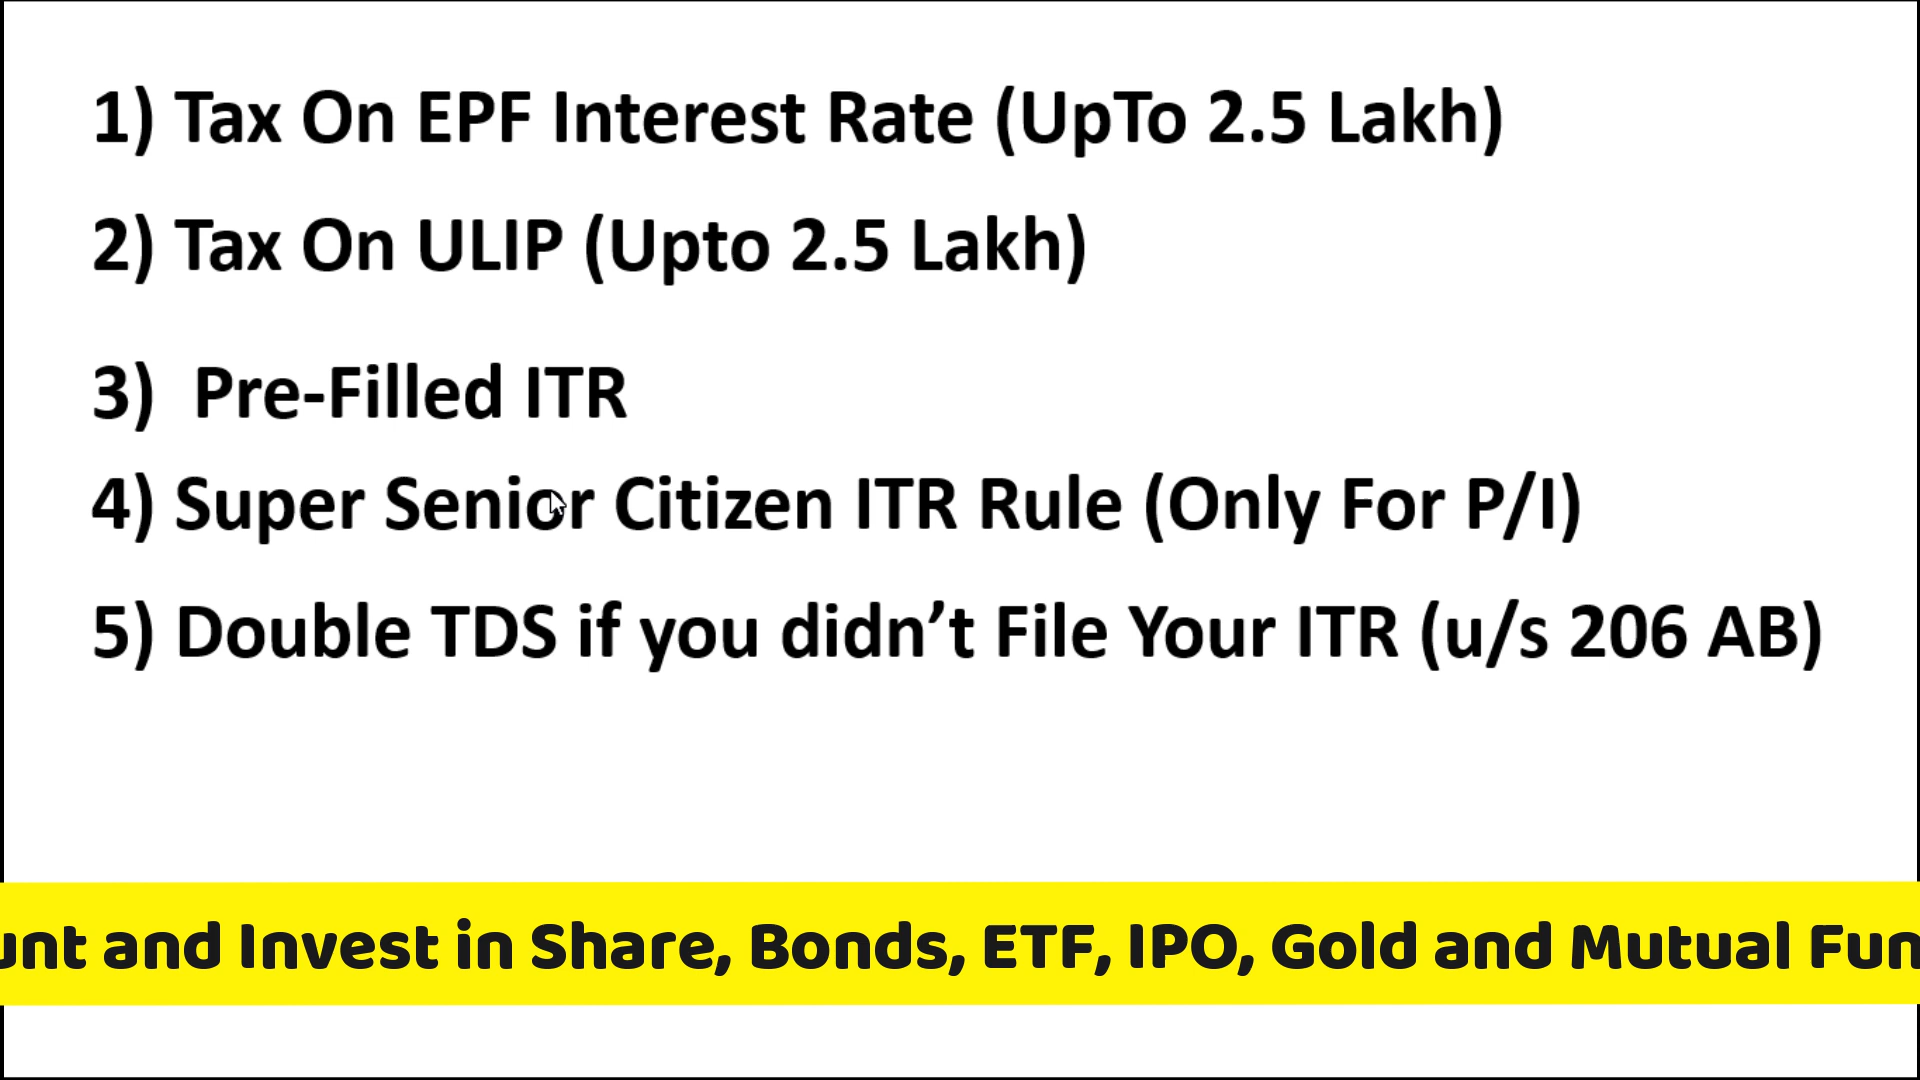 1) Tax On EPF Interest Rate (UpTo 2.5 Lakh)
2) Tax On ULIP (Upto 2.5 Lakh)
3) Pre-Filled ITR
4) Super Senior Citizen ITR Rule (Only For P/I)
5) Double TDS if you didn’t File Your ITR (u/s 206 AB)
and Invest in Share, Bonds, ETF, IPO, Gold and Mutual